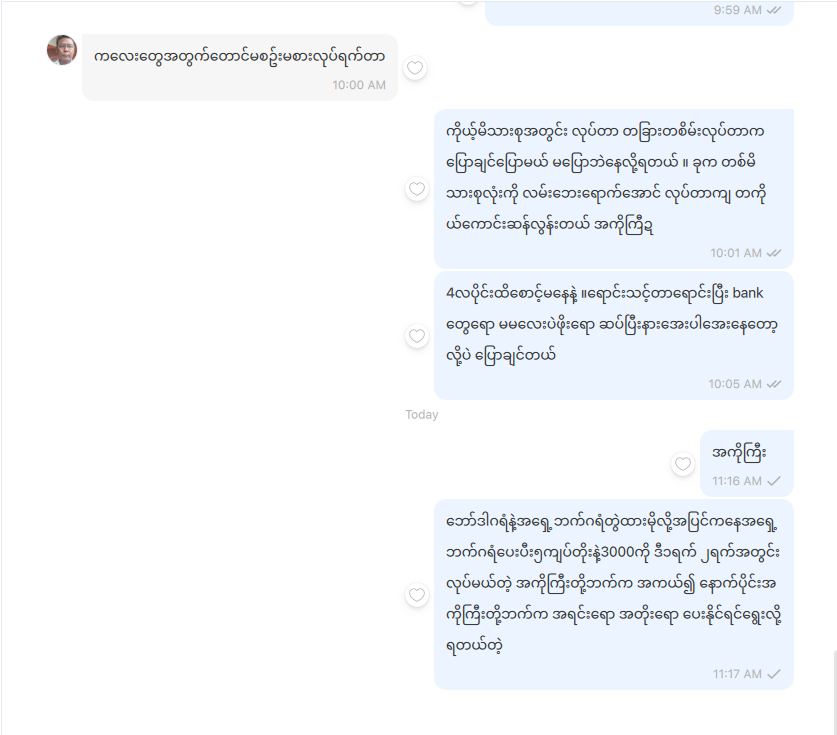 9:59 AM
ကလေးတွေအတွက်တောင်မစဥ်းမစားလုပ်ရက်တာ
10:00 AM
ကိုယ့်မိသားစုအတွင်း လုပ်တာ တခြားတစိမ်းလုပ်တာက
ပြောချင်ပြောမယ် မပြောဘဲနေလို့ရတယ် ။ ခုက တစ်မိ
သားစုလုံးကို လမ်းဘေးရောက်အောင် လုပ်တာကျ တကို
ယ်ကောင်းဆန်လွန်းတယ် အကိုကြီဥ
10:01 AM
4လပိုင်းထိစောင့်မနေနဲ့ ။ရောင်းသင့်တာရောင်းပြီး bank
တွေရော မမလေးပဲဖိုးရော ဆပ်ပြီးနားအေးပါအေးနေတော့
လို့ပဲ ပြောချင်တယ်
10:05 AM
Today
အကိုကြီး
11:16 AM
ဘော်ဒါဂရံနဲ့အရှေ့ဘက်ဂရံတွဲထားမိုလို့အပြင်ကနေအရှေ့
ဘက်ဂရံပေးပီး၅ကျပ်တိုးနဲ့3000ကို ဒီ၁ရက် ၂ရက်အတွင်း
လုပ်မယ်တဲ့ အကိုကြီးတို့ဘက်က အကယ်၍ နောက်ပိုင်းအ
ကိုကြီးတို့ဘက်က အရင်းရော အတိုးရော ပေးနိုင်ရင်ရွေးလို့
ရတယ်တဲ့
11:17 AM